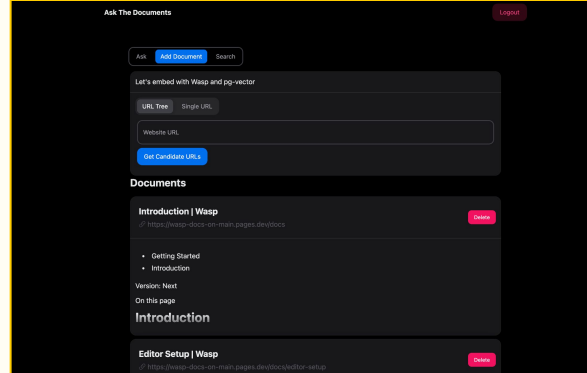 Ask The Documents
Logout
Ask Add Document Search
Let's embed with Wasp and pg-vector
URL Tree Single URL
Website URL
Get Candidate URLs
Documents
Introduction | Wasp
Delete
https://wasp-docs-on-main.pages.dev/docs
• Getting Started
• Introduction
Version: Next
On this page
Introduction
Editor Setup | Wasp
Delete
https://wasp-docs-on-main.pages.dev/docs/editor-setup